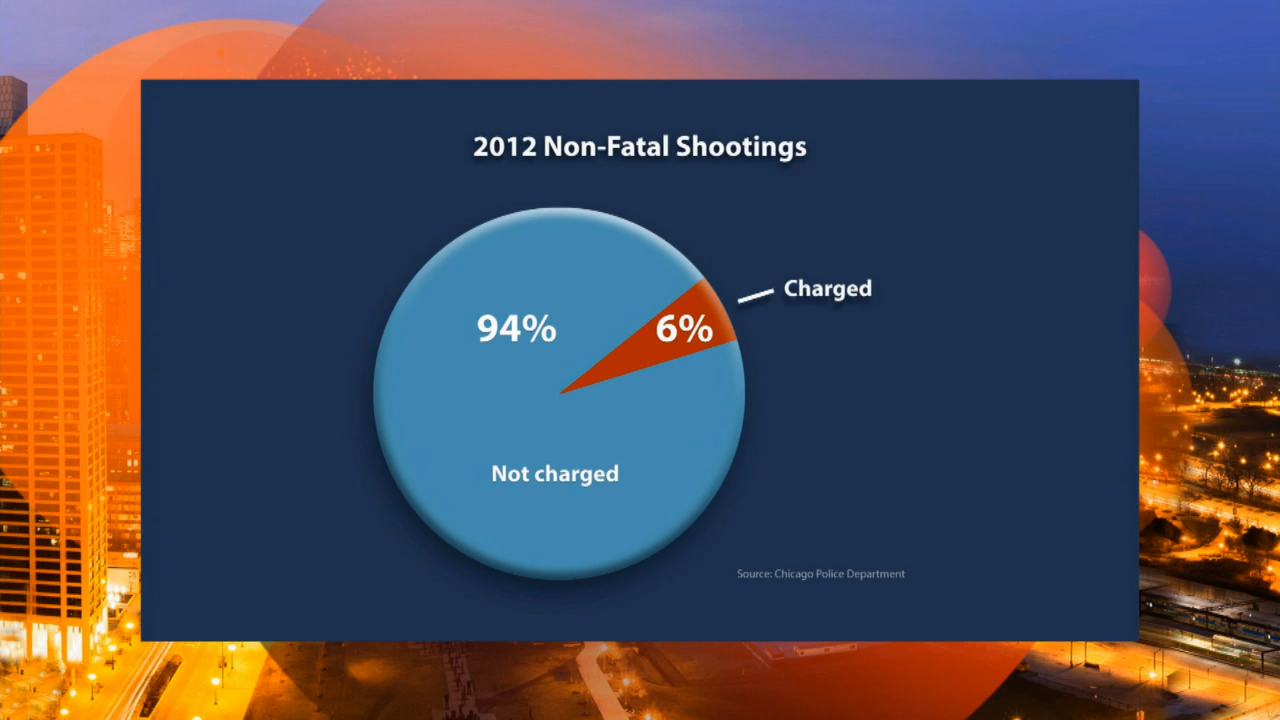 2012 Non-Fatal Shootings
Charged
94%
6%
Not charged
Source: Chicago Police Department